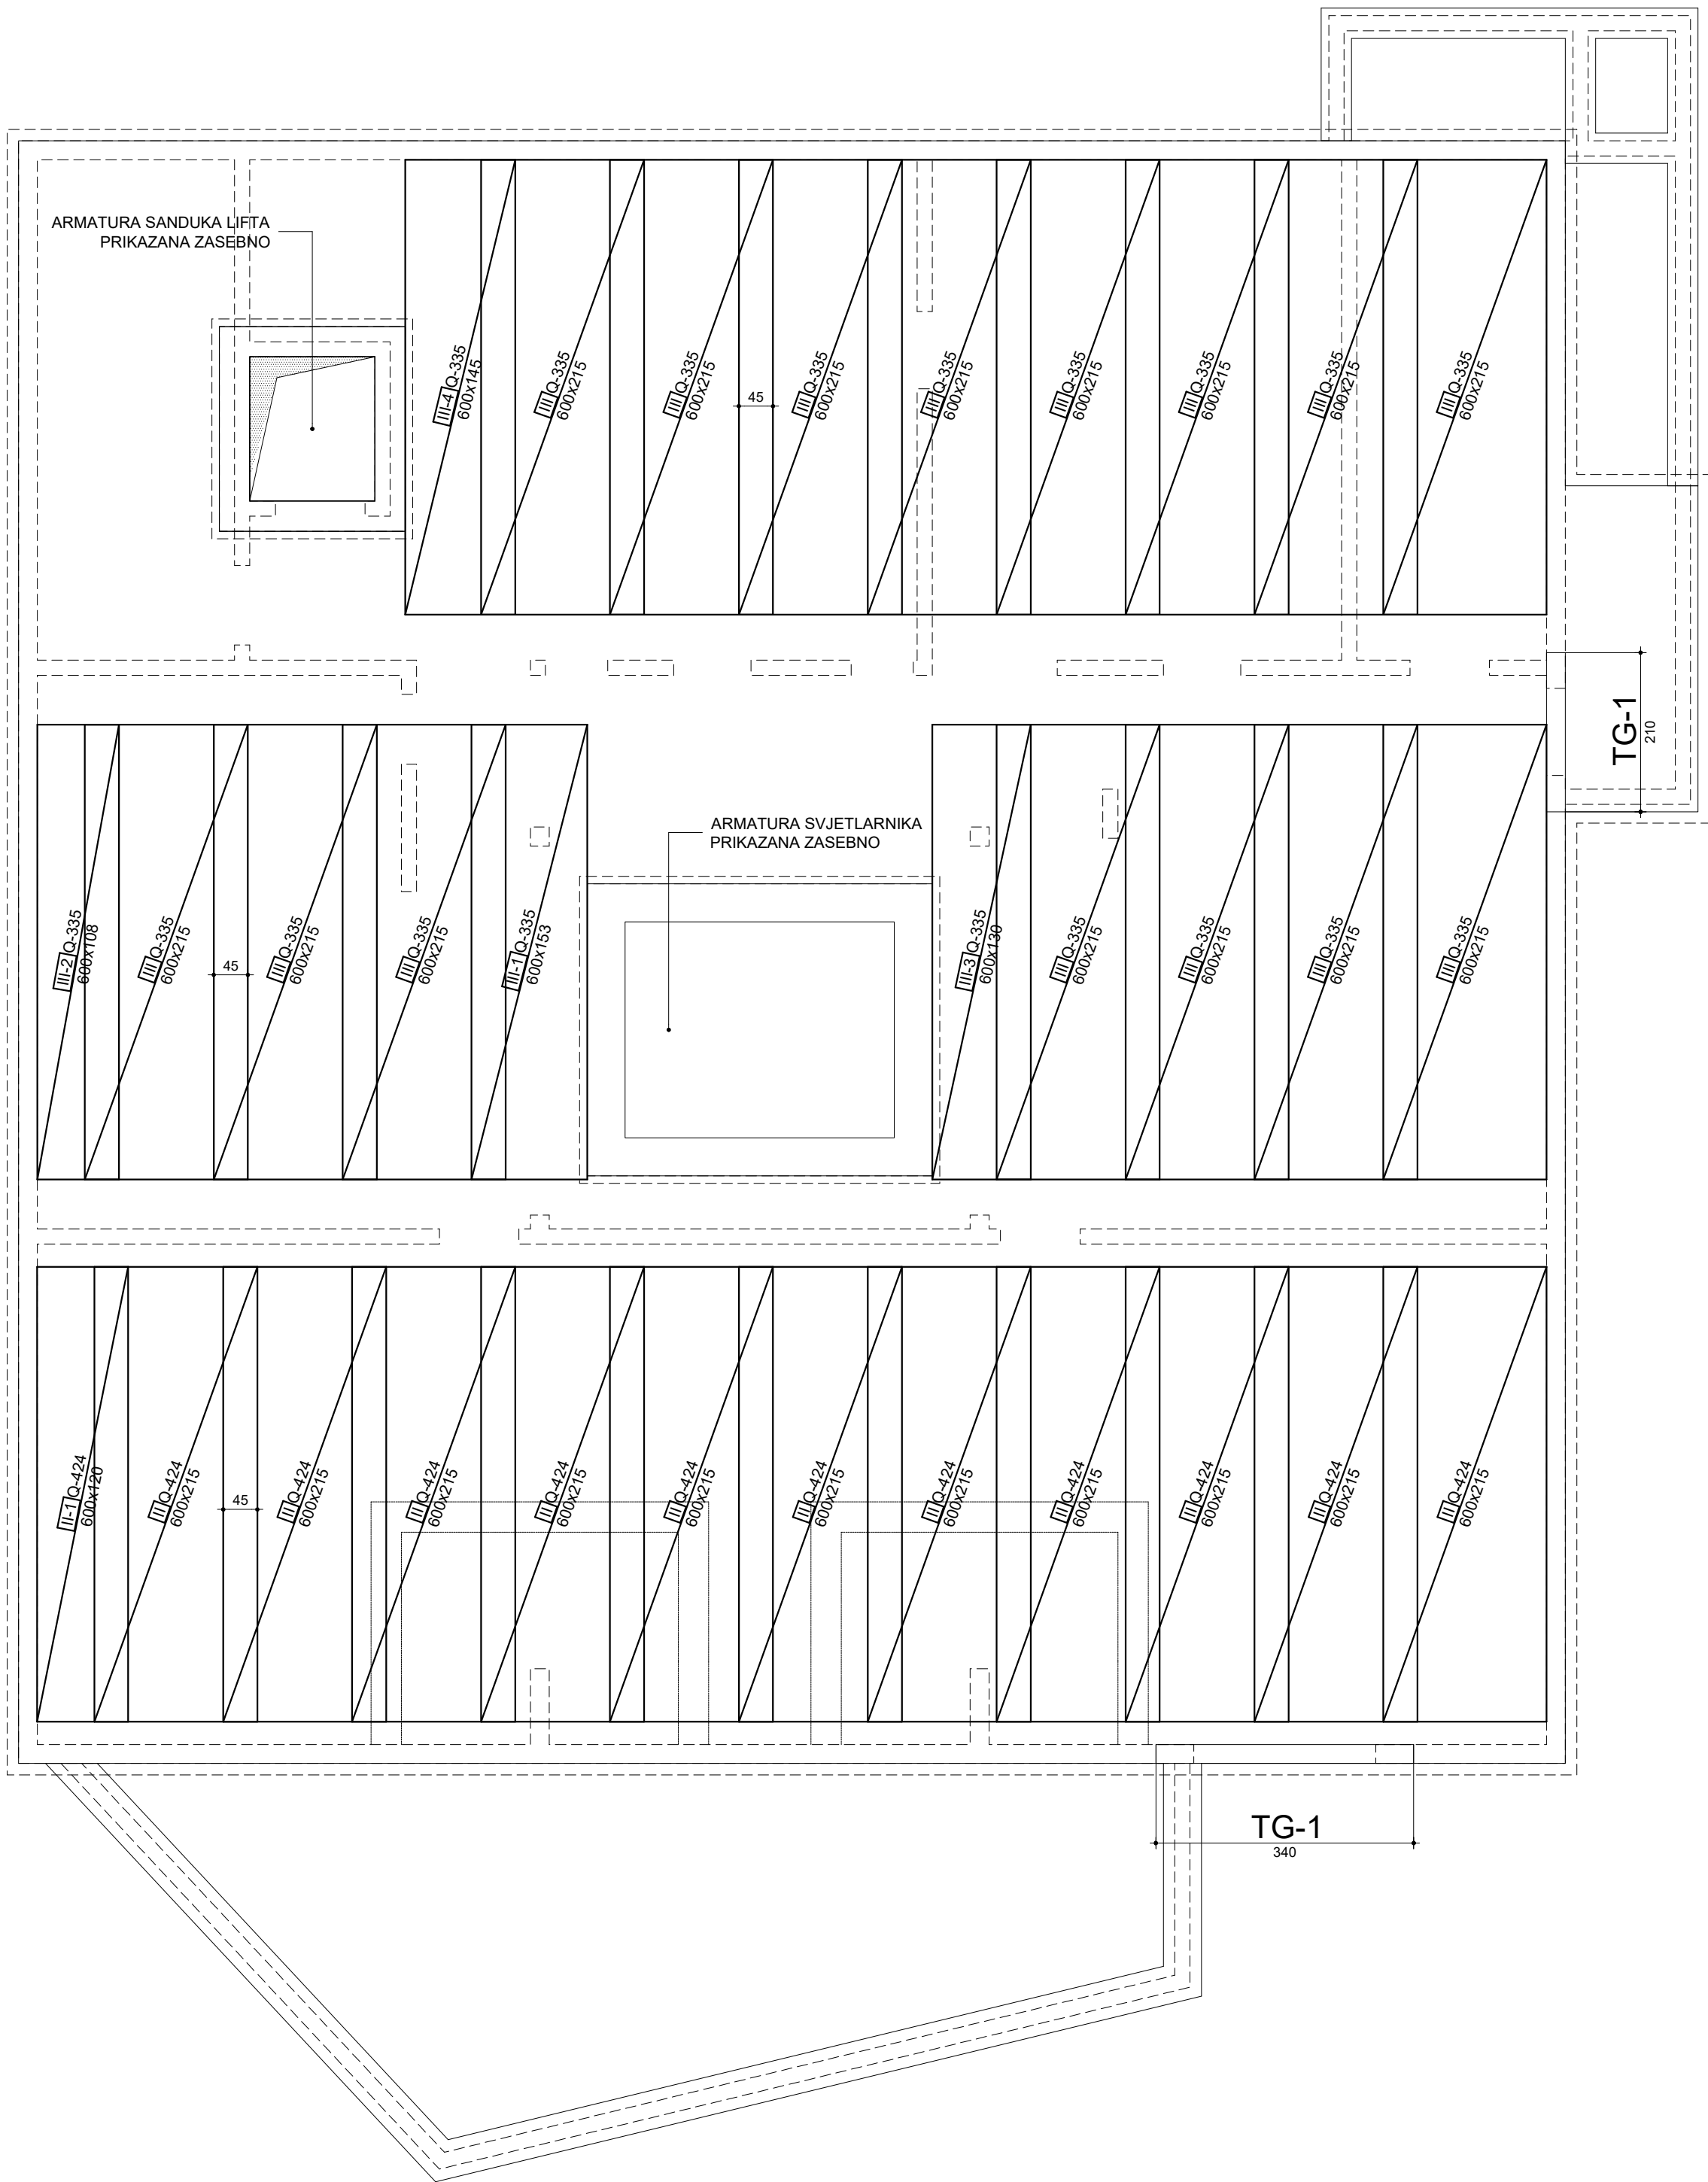 ARMATURA SANDUKA LIFTA
PRIKAZANA ZASEBNO
III-4 Q-335
600x145
III Q-335
600x215
III Q-335
600x215
45
III Q-335
600x215
III Q-335
600x215
III Q-335
600x215
III Q-335
600x215
III Q-335
600x215
III Q-335
600x215
TG-1
210
ARMATURA SVJETLARNIKA
PRIKAZANA ZASEBNO
III-2 Q-335
600x108
III Q-335
600x215
45
III Q-335
600x215
III Q-335
600x215
III-1 Q-335
600x153
III-3 Q-335
600x130
III Q-335
600x215
III Q-335
600x215
III Q-335
600x215
III Q-335
600x215
II-1 Q-424
600x120
II Q-424
600x215
45
II Q-424
600x215
II Q-424
600x215
II Q-424
600x215
II Q-424
600x215
II Q-424
600x215
II Q-424
600x215
II Q-424
600x215
II Q-424
600x215
II Q-424
600x215
II Q-424
600x215
TG-1
340